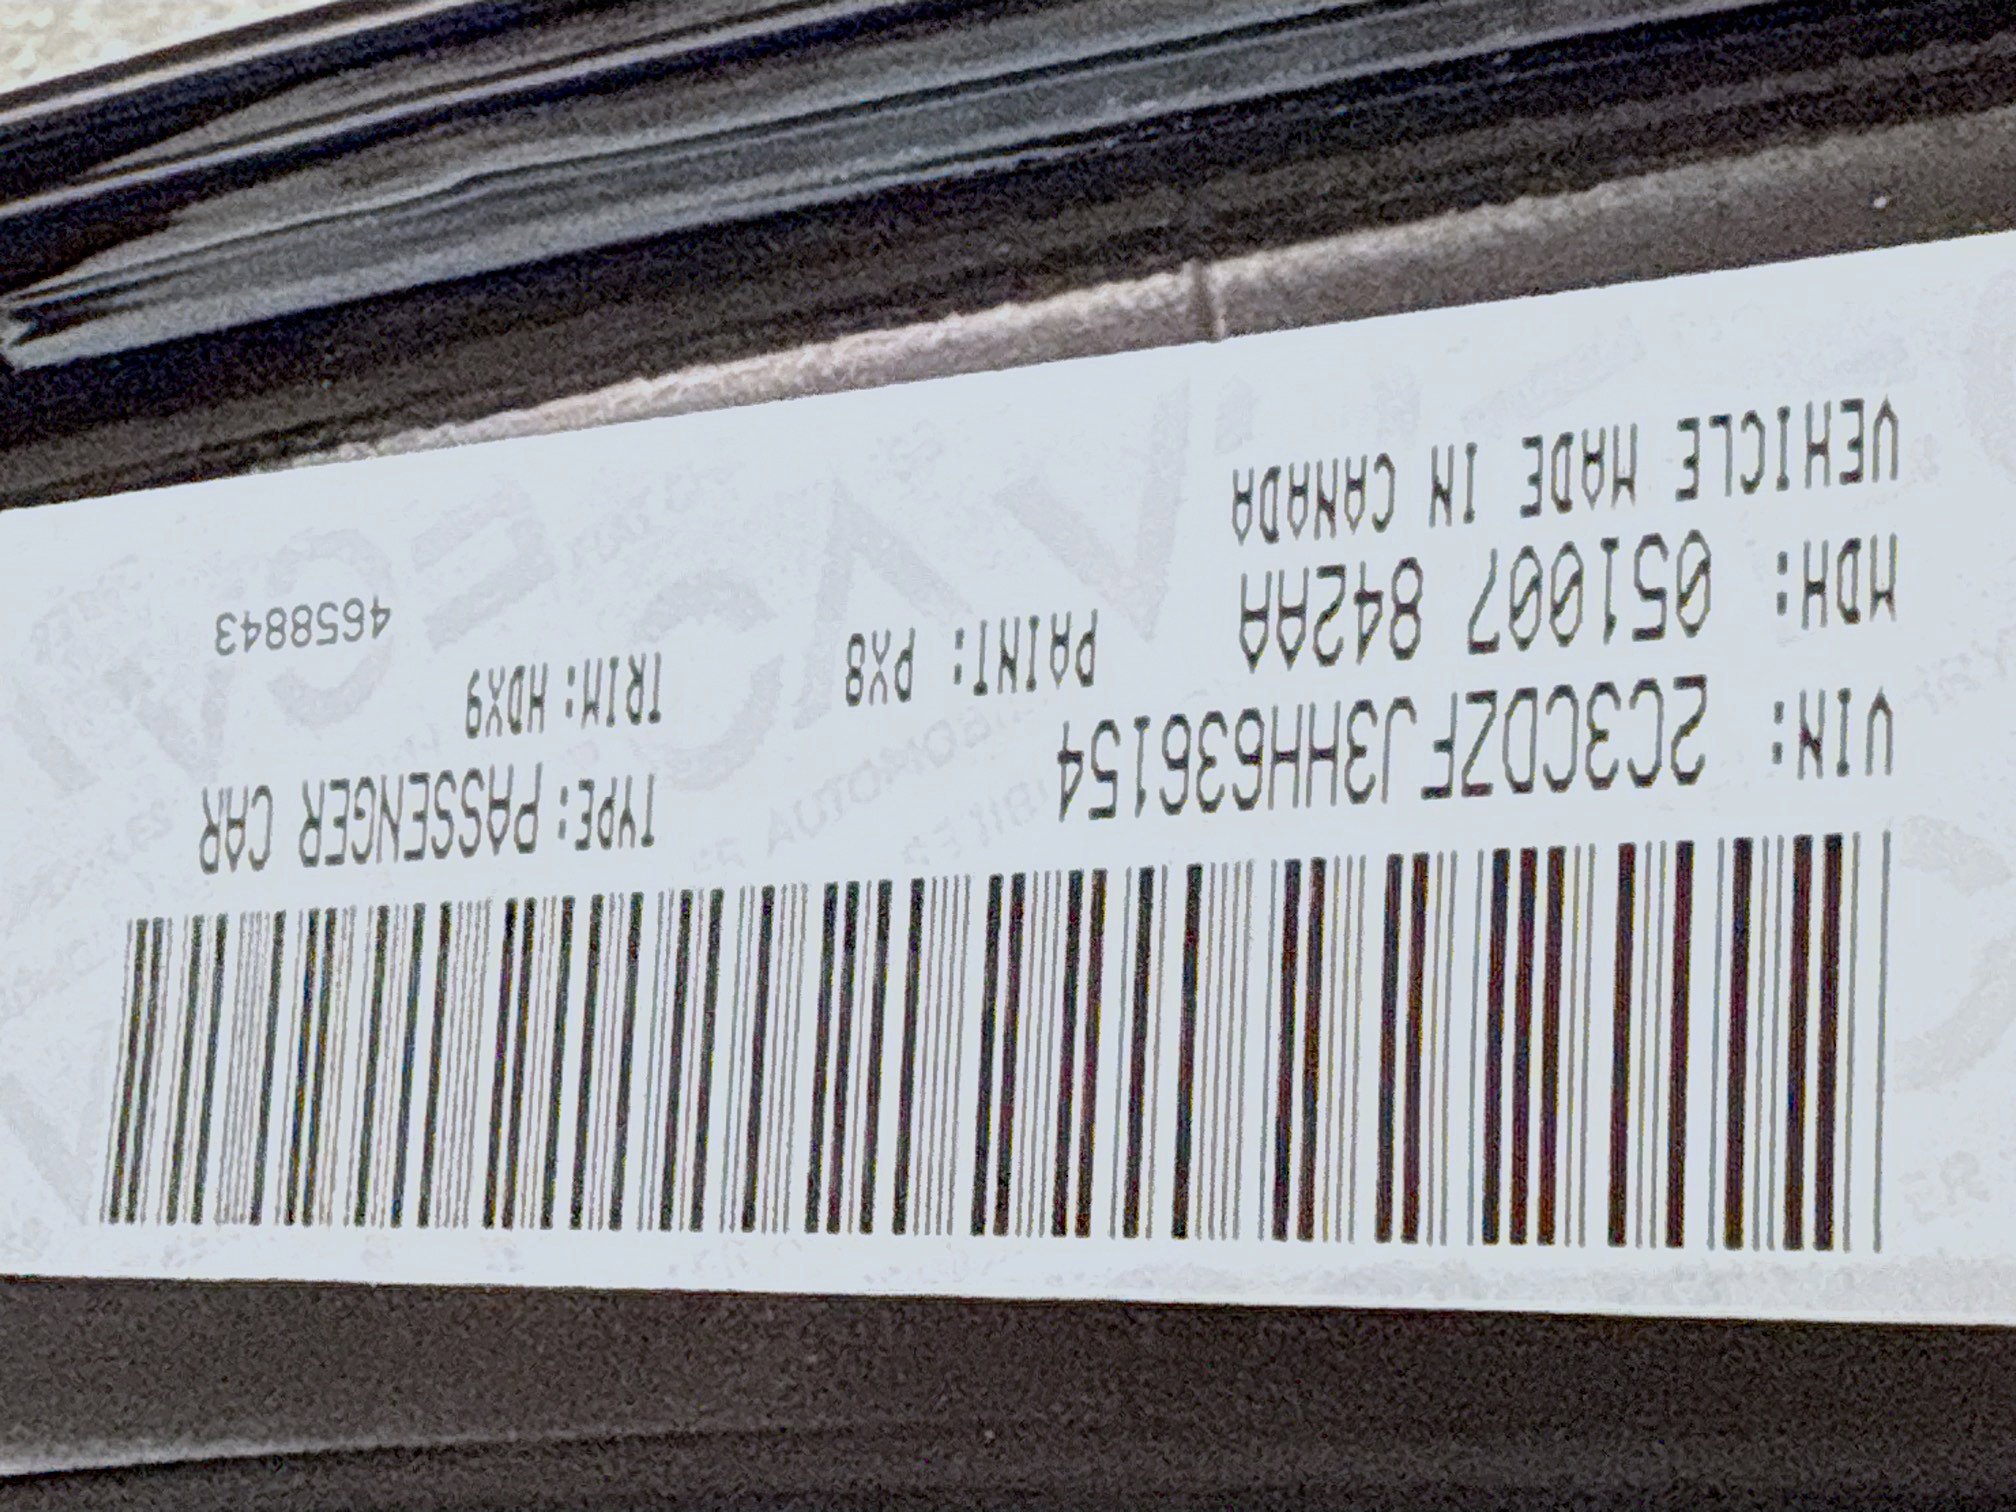 VIN: 2C3CDZFJ3HH636154
TYPE: PASSENGER CAR
MDH: 051007 842AA
PAINT: PX8
TRIM: HDX9
VEHICLE MADE IN CANADA
4658843